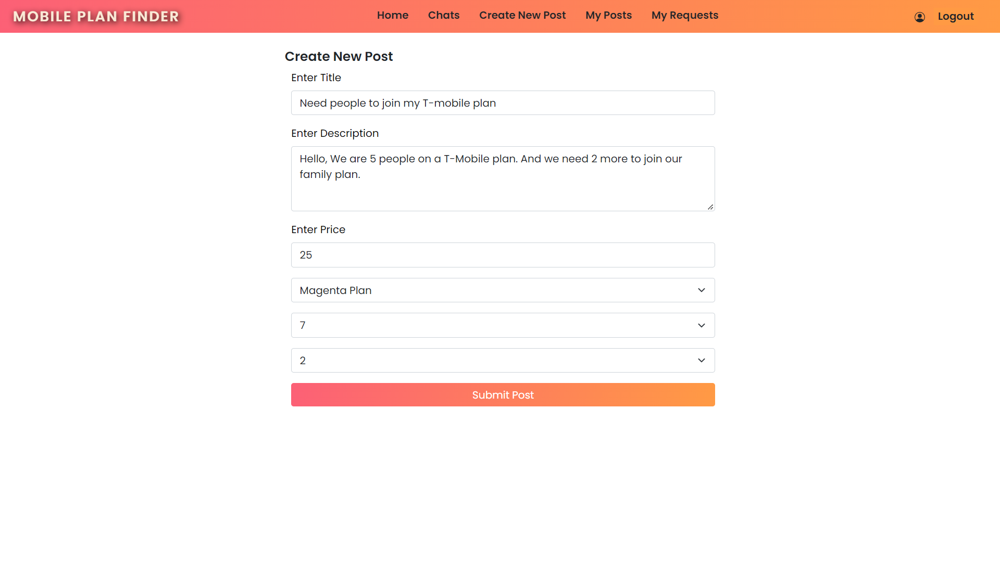 MOBILE PLAN FINDER
Home Chats Create New Post My Posts My Requests
Logout
Create New Post
Enter Title
Need people to join my T-mobile plan
Enter Description
Hello, We are 5 people on a T-Mobile plan. And we need 2 more to join our
family plan.
Enter Price
25
Magenta Plan
7
2
Submit Post